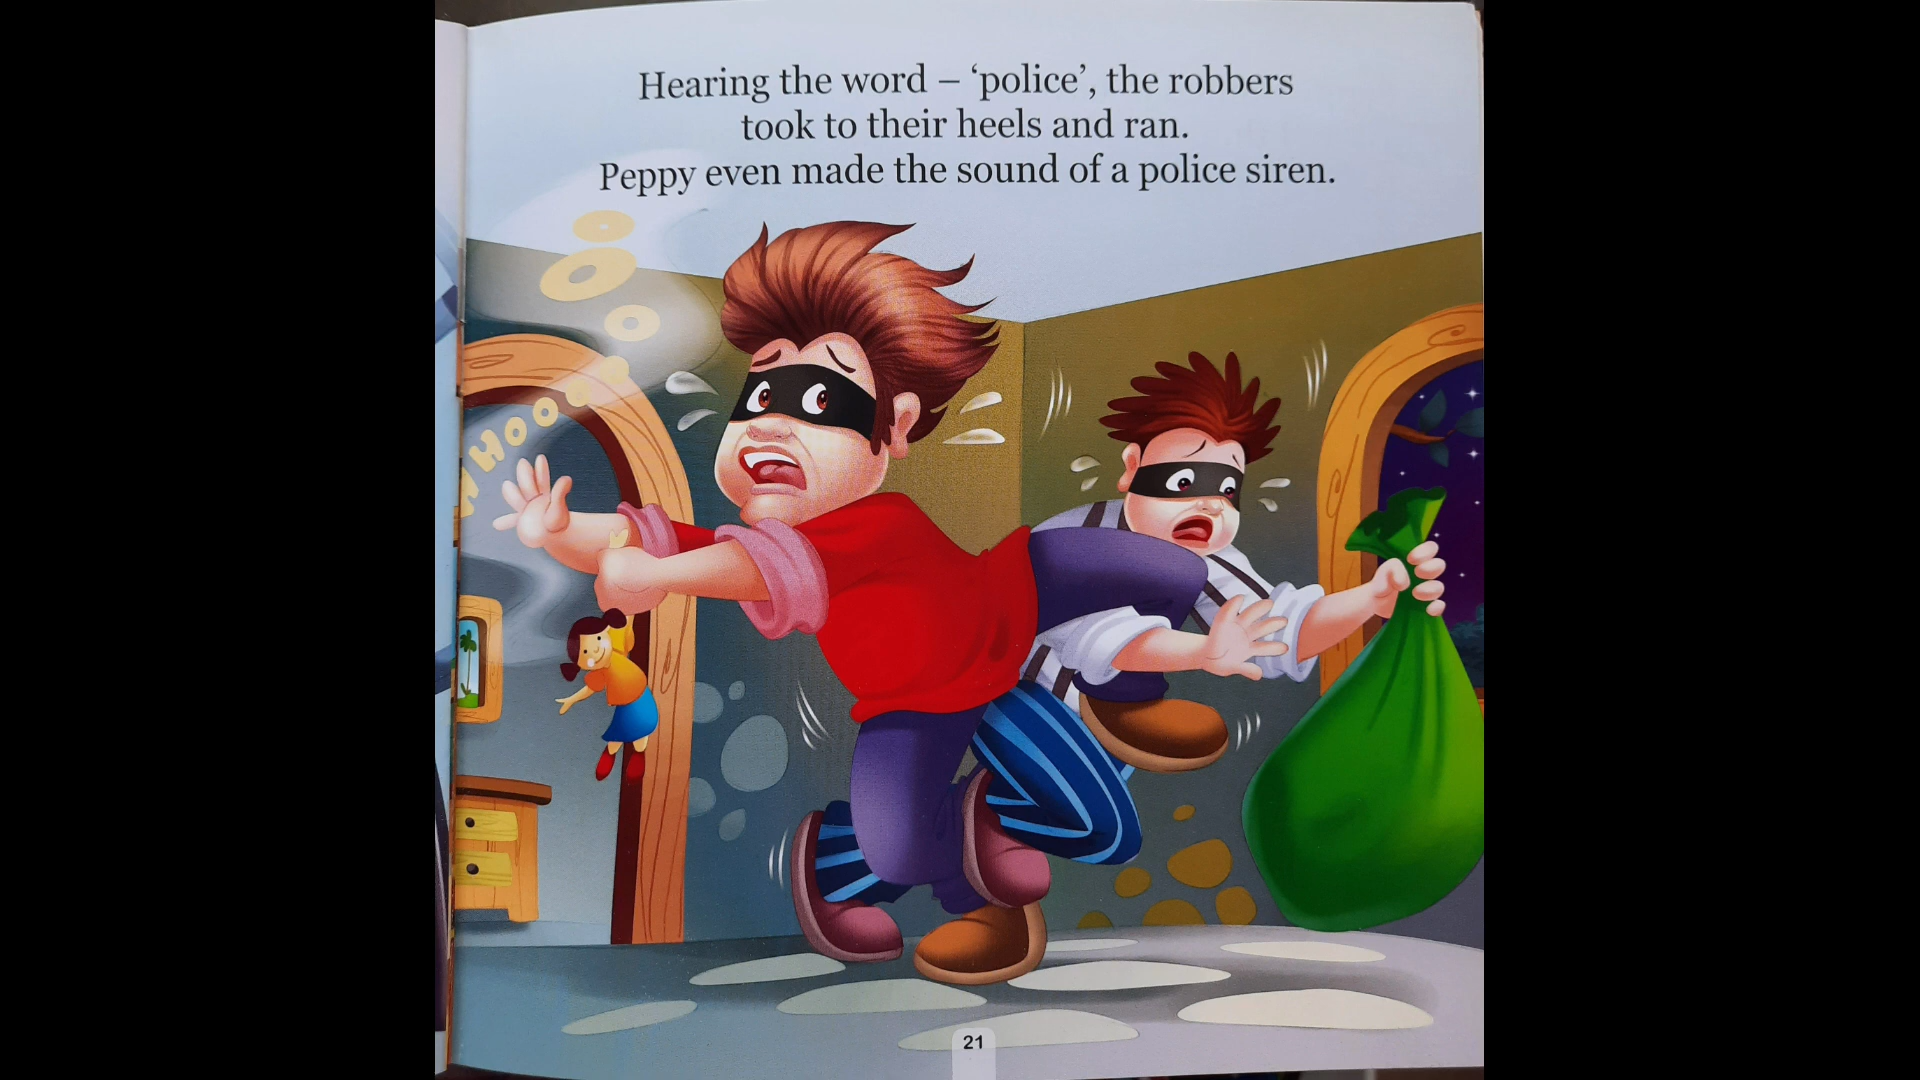 Hearing the word – ‘police’, the robbers
took to their heels and ran.
Peppy even made the sound of a police siren.
WHOOOOOOOO
21